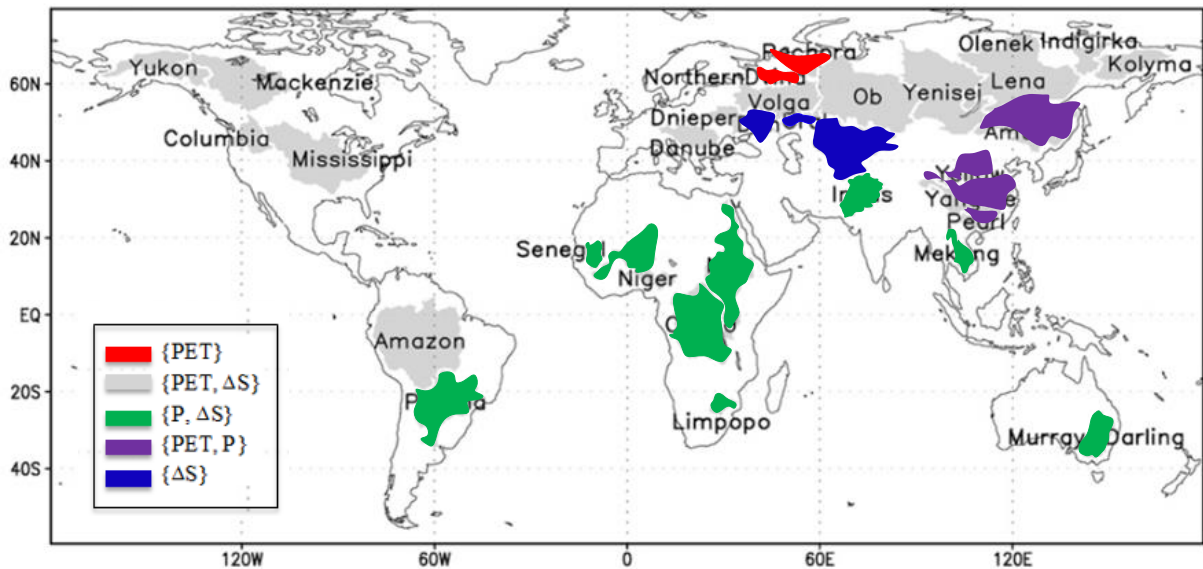 60N
40N
20N
EQ
20S
40S
120W
60W
0
60E
120E
Yukon
Mackenzie
Columbia
Mississippi
Amazon
Senegal
Niger
Limpopo
Northern
Pechora
Volga
Dnieper
Danube
Ob
Yenisei
Olenek
Indigirka
Lena
Kolyma
Pearl
Mekong
Murray Darling
{PET}
{PET, ΔS}
{P, ΔS}
{PET, P}
{ΔS}